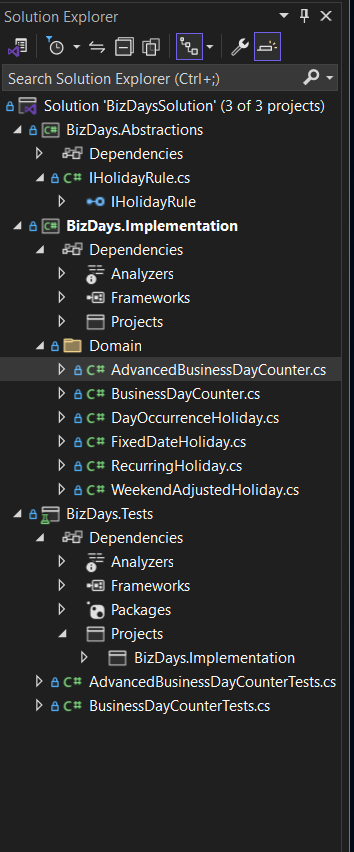 Solution Explorer
Search Solution Explorer (Ctrl+;)
Solution 'BizDaysSolution' (3 of 3 projects)
C# BizDays.Abstractions
Dependencies
C# IHolidayRule.cs
IHolidayRule
C# BizDays.Implementation
Dependencies
Analyzers
Frameworks
Projects
Domain
C# AdvancedBusinessDayCounter.cs
C# BusinessDayCounter.cs
C# DayOccurrenceHoliday.cs
C# FixedDateHoliday.cs
C# RecurringHoliday.cs
C# WeekendAdjustedHoliday.cs
BizDays.Tests
Dependencies
Analyzers
Frameworks
Packages
Projects
BizDays.Implementation
C# AdvancedBusinessDayCounterTests.cs
C# BusinessDayCounterTests.cs